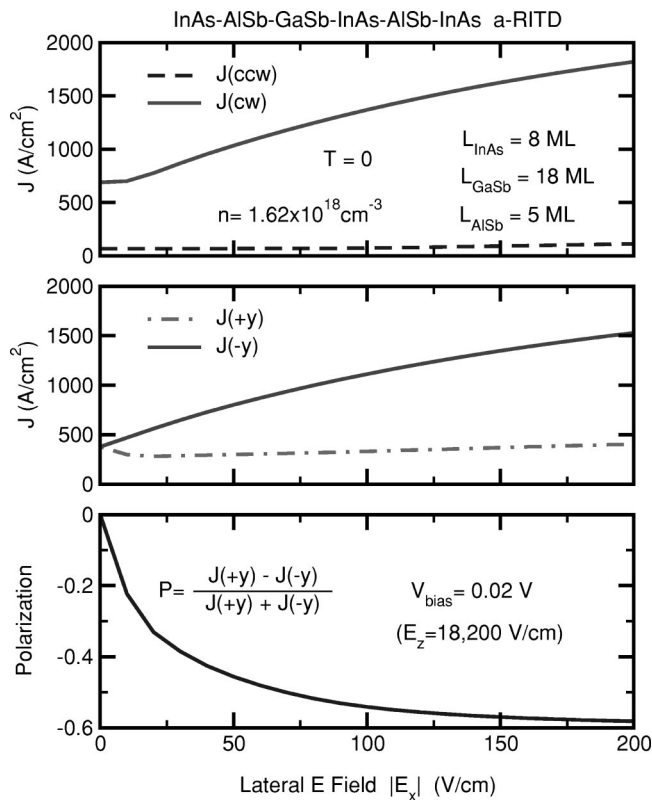 InAs-AlSb-GaSb-InAs-AlSb-InAs a-RITD
2000
1500
1000
500
0
J (A/cm²)
J(ccw)
J(cw)
T = 0
n= 1.62x10¹⁸cm⁻³
L_InAs = 8 ML
L_GaSb = 18 ML
L_AlSb = 5 ML
2000
1500
1000
500
0
J (A/cm²)
J(+y)
J(-y)
0
-0.2
-0.4
-0.6
Polarization
P= J(+y) - J(-y) / J(+y) + J(-y)
V_bias= 0.02 V
(E_z=18,200 V/cm)
0 50 100 150 200
Lateral E Field |E_x| (V/cm)